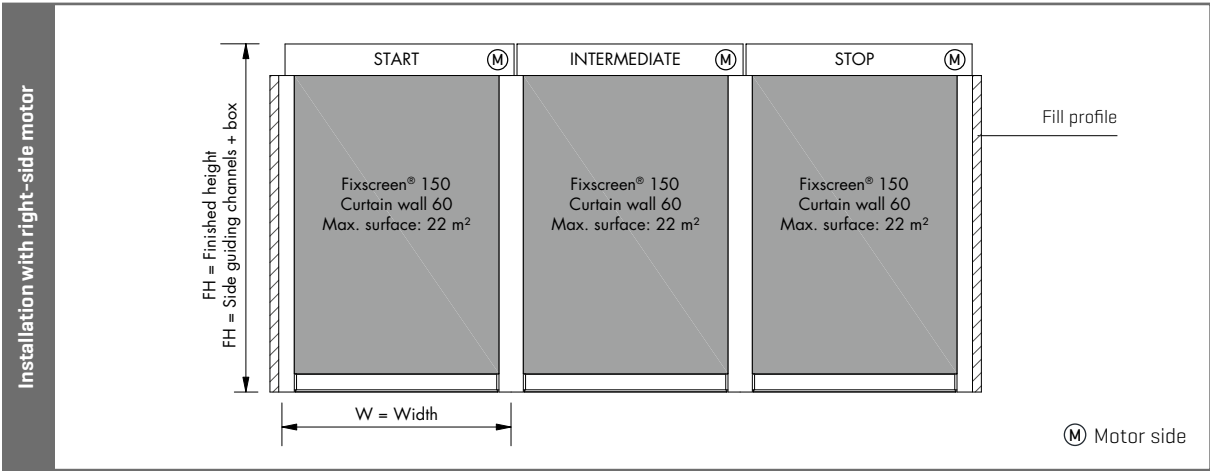 Installation with right-side motor
START
M
INTERMEDIATE
M
STOP
M
Fill profile
FH = Finished height
FH = Side guiding channels + box
Fixscreen® 150
Curtain wall 60
Max. surface: 22 m²
Fixscreen® 150
Curtain wall 60
Max. surface: 22 m²
Fixscreen® 150
Curtain wall 60
Max. surface: 22 m²
W = Width
M Motor side